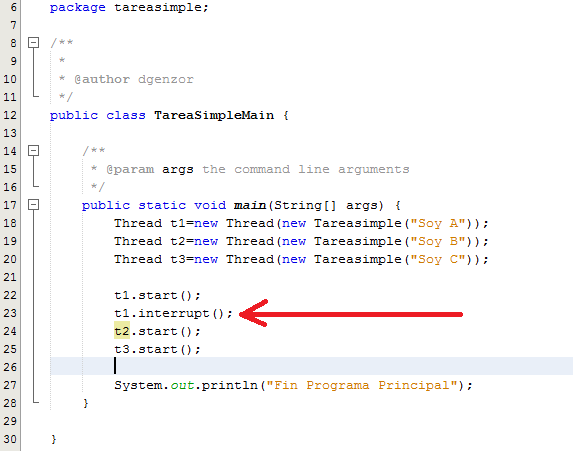 6 package tareasimple;
7
8 /**
9 *
10 * @author dgenzor
11 */
12 public class TareaSimpleMain {
13
14 /**
15 * @param args the command line arguments
16 */
17 public static void main(String[] args) {
18 Thread t1=new Thread(new Tareasimple("Soy A"));
19 Thread t2=new Thread(new Tareasimple("Soy B"));
20 Thread t3=new Thread(new Tareasimple("Soy C"));
21
22 t1.start();
23 t1.interrupt();
24 t2.start();
25 t3.start();
26
27 System.out.println("Fin Programa Principal");
28 }
29
30 }